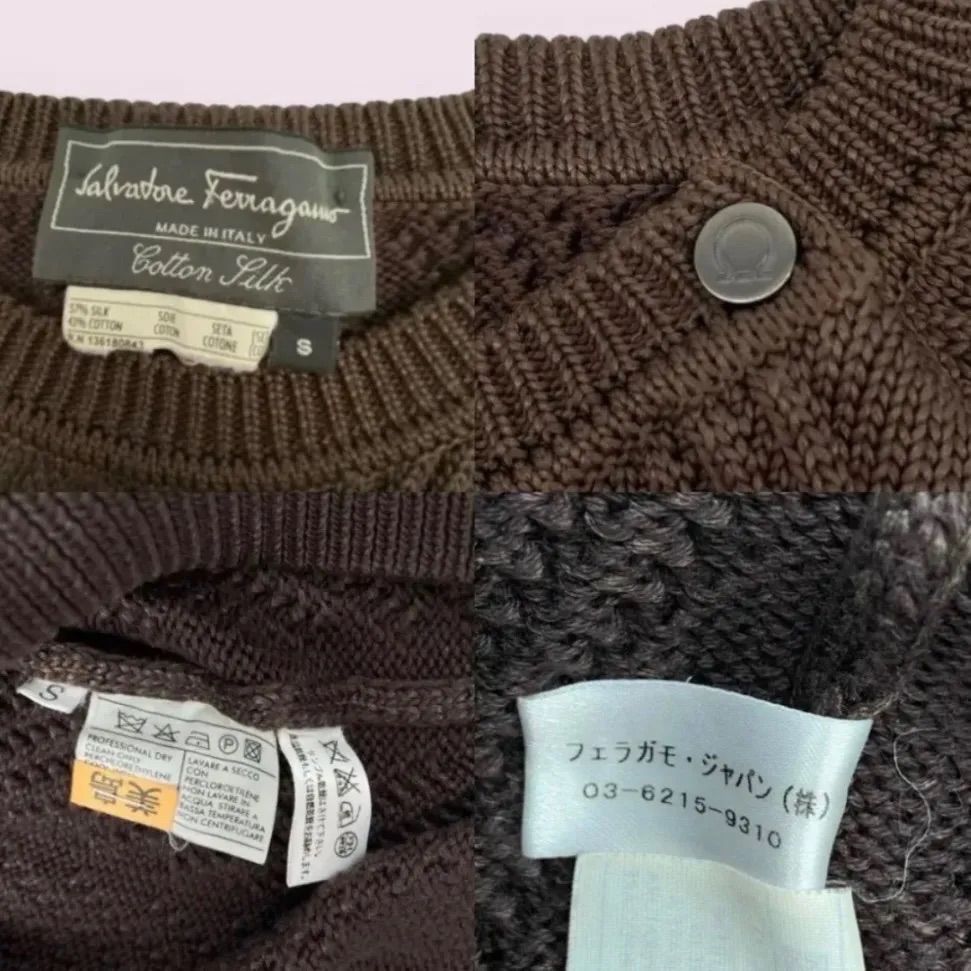 Salvatore Ferragamo
MADE IN ITALY
Cotton Silk
57% SILK SOIE SETA
43% COTTON COTON COTONE
R.N 136180843
S
S
P
PROFESSIONAL DRY
CLEAN ONLY
PERCHLORETHYLENE
LAVARE A SECCO
CON
PERCLOROETILENE
NON LAVARE IN
ACQUA STIRARE A
BASSA TEMPERATURA
NON CENTRIFUGARE
フェラガモ・ジャパン(株)
03-6215-9310